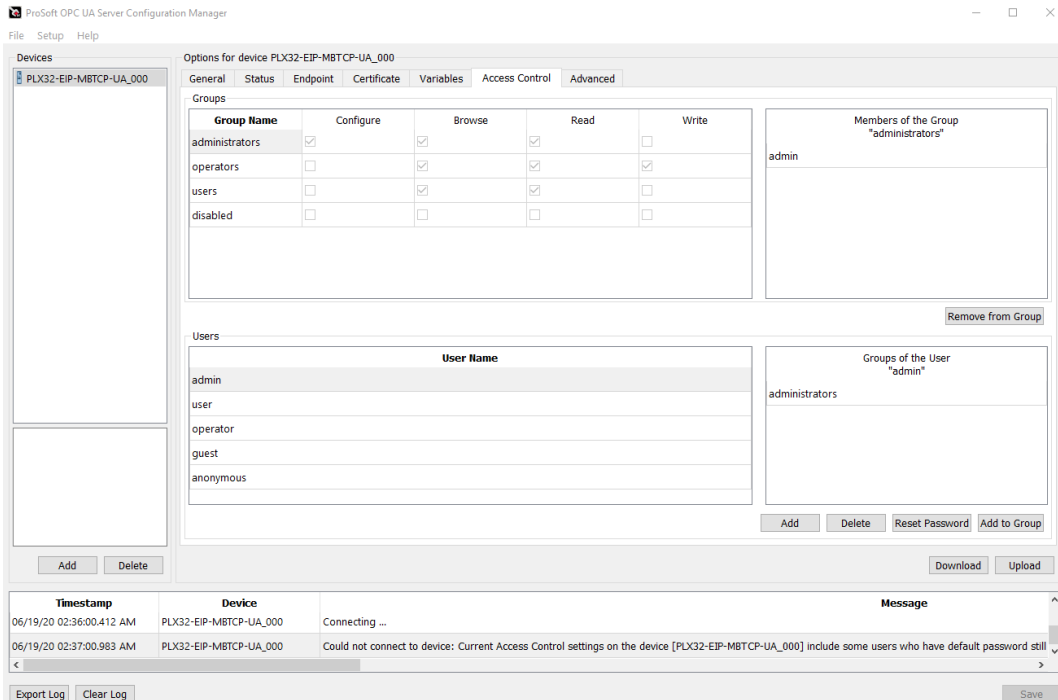 ProSoft OPC UA Server Configuration Manager
File Setup Help
Devices
PLX32-EIP-MBTCP-UA_000
Add Delete
Options for device PLX32-EIP-MBTCP-UA_000
General Status Endpoint Certificate Variables Access Control Advanced
Groups
Group Name Configure Browse Read Write
administrators
operators
users
disabled
Members of the Group
"administrators"
admin
Remove from Group
Users
User Name
admin
user
operator
guest
anonymous
Groups of the User
"admin"
administrators
Add Delete Reset Password Add to Group
Download Upload
Timestamp Device Message
06/19/20 02:36:00.412 AM PLX32-EIP-MBTCP-UA_000 Connecting ...
06/19/20 02:37:00.983 AM PLX32-EIP-MBTCP-UA_000 Could not connect to device: Current Access Control settings on the device [PLX32-EIP-MBTCP-UA_000] include some users who have default password still
Export Log Clear Log Save